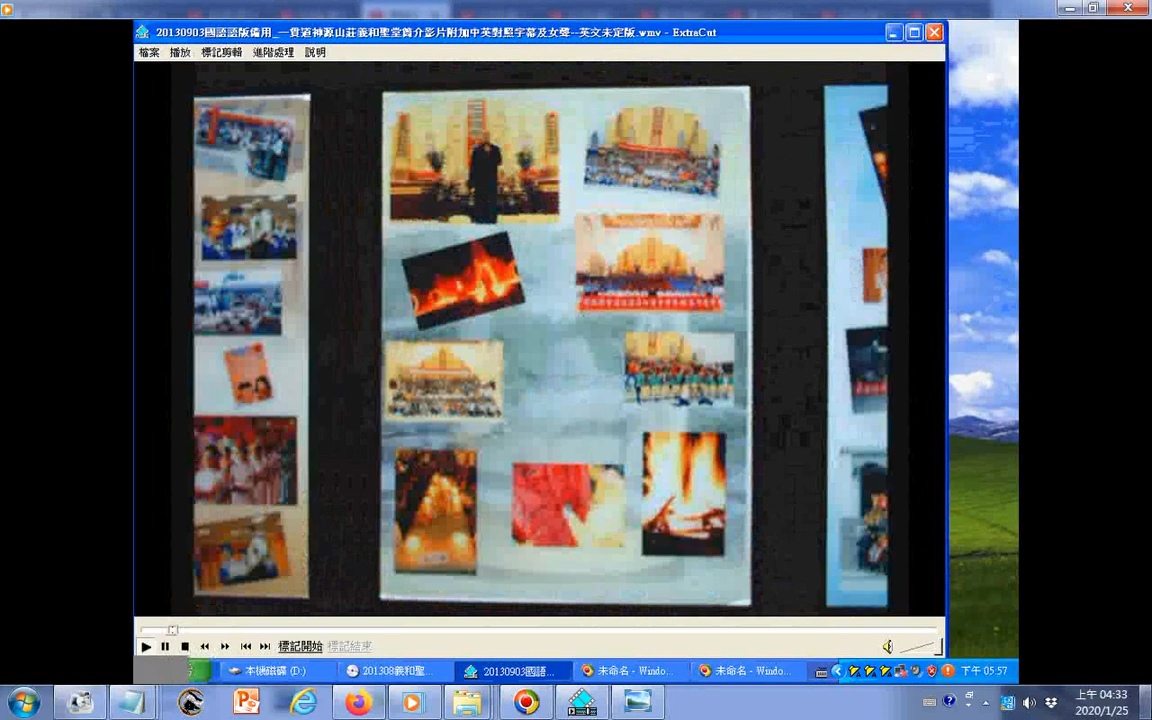 20130903國語語版備用_一貫道神源山莊義和聖堂簡介影片附加中英對照字幕及女聲--英文未定版.wmv - ExtraCut
檔案 播放 標記剪輯 進階處理 說明
標記開始 標記結束
本機磁碟 (D:) 201308義和聖... 20130903國語... 未命名 - Windo... 未命名 - Windo... 下午 05:57
上午 04:33
2020/1/25